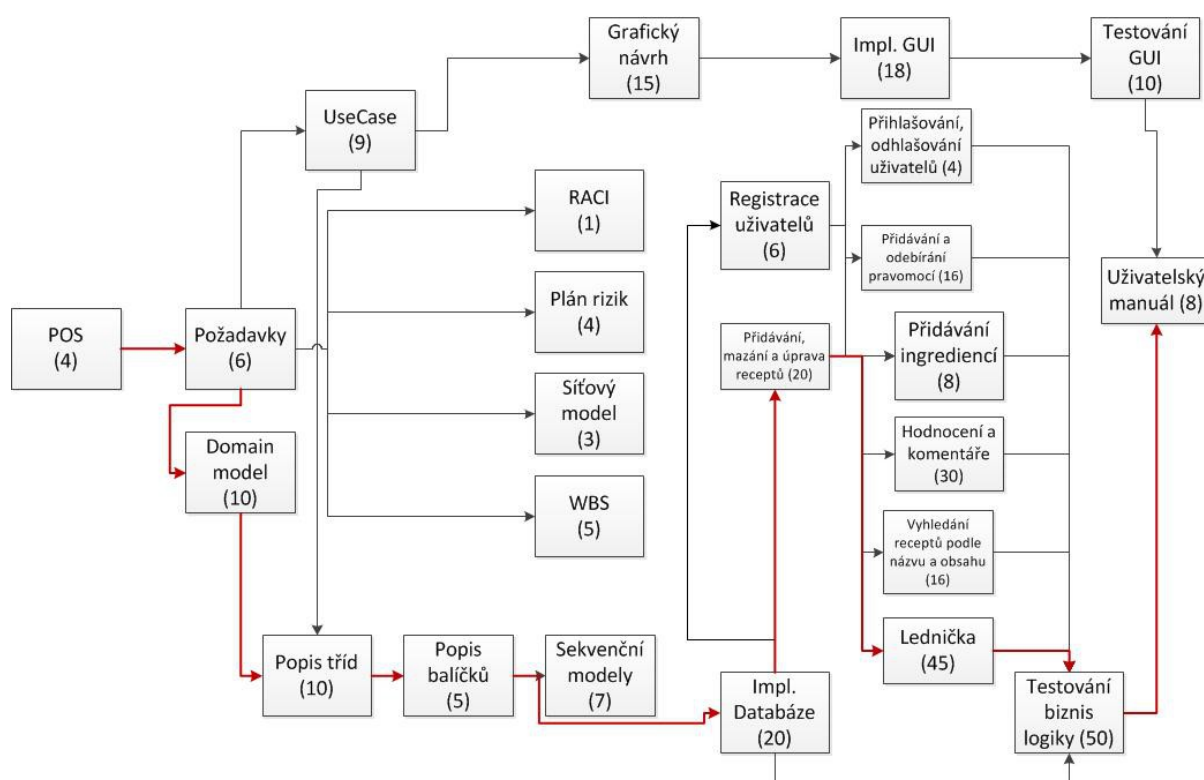 Grafický
návrh
(15)
Impl. GUI
(18)
Testování
GUI
(10)
UseCase
(9)
Přihlašování,
odhlašování
uživatelů (4)
RACI
(1)
Registrace
uživatelů
(6)
Přidávání a
odebírání
pravomocí (16)
Uživatelský
manuál (8)
POS
(4)
Požadavky
(6)
Plán rizik
(4)
Přidávání,
mazání a úprava
receptů (20)
Přidávání
ingrediencí
(8)
Síťový
model
(3)
Domain
model
(10)
Hodnocení a
komentáře
(30)
WBS
(5)
Vyhledání
receptů podle
názvu a obsahu
(16)
Popis tříd
(10)
Popis
balíčků
(5)
Sekvenční
modely
(7)
Lednička
(45)
Impl.
Databáze
(20)
Testování
biznis
logiky (50)